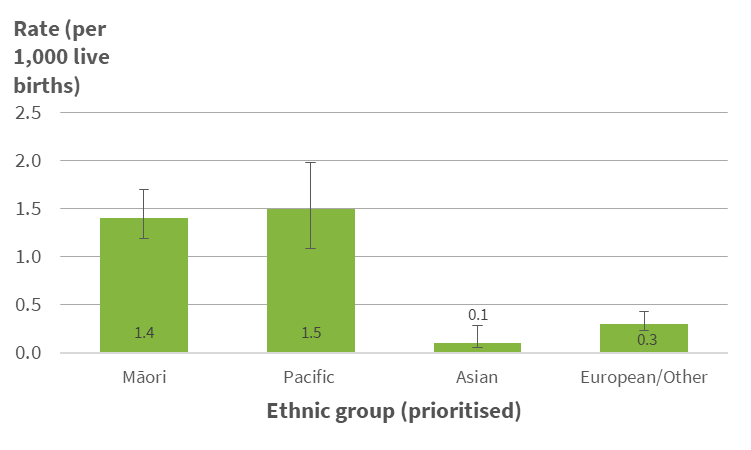 Rate (per
1,000 live
births)
2.5
2.0
1.5
1.0
0.5
0.0
1.4
1.5
0.1
0.3
Māori
Pacific
Asian
European/Other
Ethnic group (prioritised)